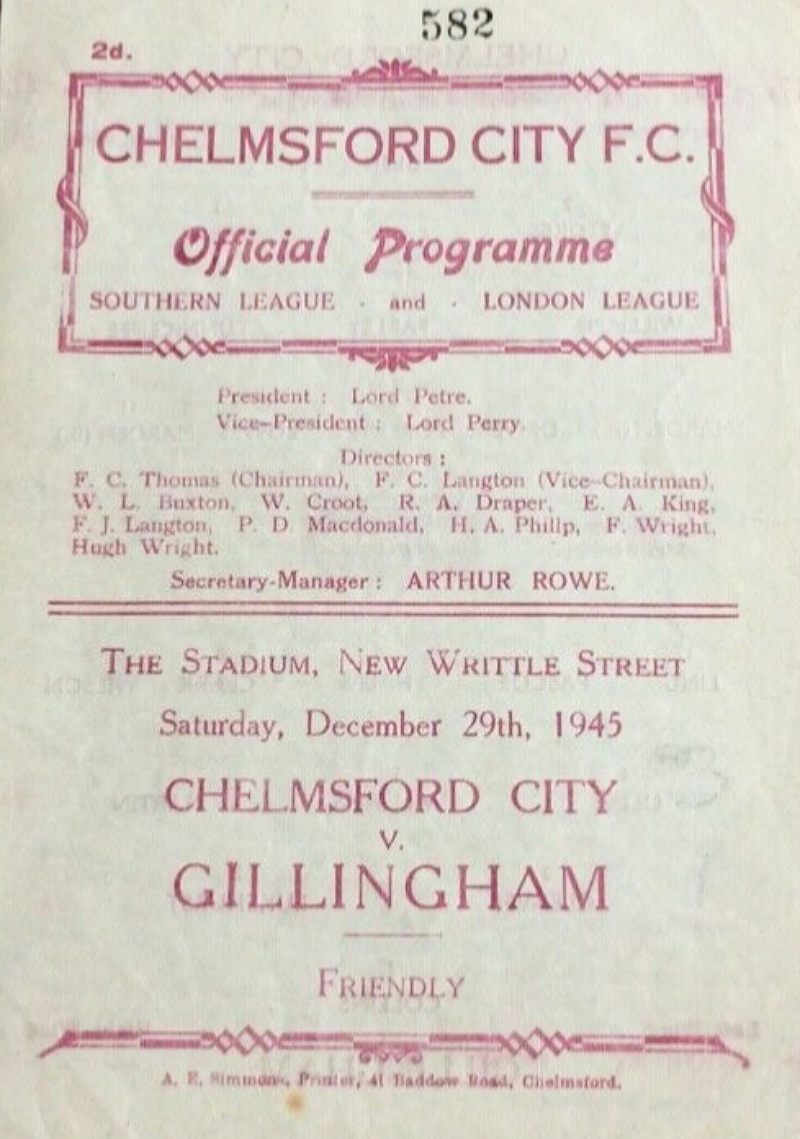 582
2d.
CHELMSFORD CITY F.C.
Official Programme
SOUTHERN LEAGUE - and - LONDON LEAGUE
President : Lord Petre.
Vice-President : Lord Perry.
Directors :
F. C. Thomas (Chairman), F. C. Langton (Vice-Chairman),
W. L. Buxton, W. Croot, R. A. Draper, E. A. King,
F. J. Langton, P. D. Macdonald, H. A. Philp, F. Wright,
Hugh Wright.
Secretary-Manager : ARTHUR ROWE.
THE STADIUM, NEW WRITTLE STREET
Saturday, December 29th, 1945
CHELMSFORD CITY
V.
GILLINGHAM
FRIENDLY
A. E. Simmons, Printer, 41 Baddow Road, Chelmsford.